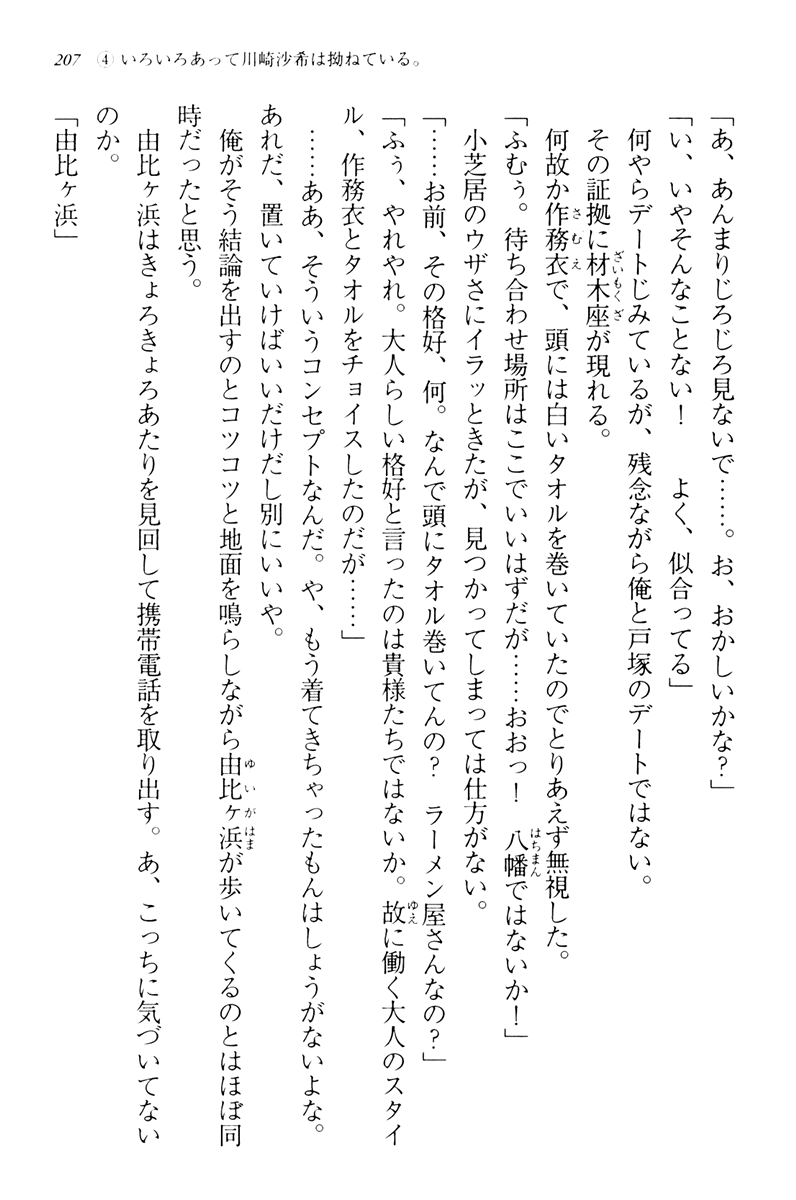 207　④いろいろあって川崎沙希は拗ねている。
「あ、あんまりじろじろ見ないで……。お、おかしいかな？」
「い、いやそんなことない！　よく、似合ってる」
何やらデートじみているが、残念ながら俺と戸塚のデートではない。
その証拠に材木座が現れる。
何故か作務衣で、頭には白いタオルを巻いていたのでとりあえず無視した。
「ふむぅ。待ち合わせ場所はここでいいはずだが……おおっ！　八幡ではないか！」
小芝居のウザさにイラッときたが、見つかってしまっては仕方がない。
「……お前、その格好、何。なんで頭にタオル巻いてんの？　ラーメン屋さんなの？」
「ふぅ、やれやれ。大人らしい格好と言ったのは貴様たちではないか。故に働く大人のスタイ
ル、作務衣とタオルをチョイスしたのだが……」
……ああ、そういうコンセプトなんだ。や、もう着てきちゃったもんはしょうがないよな。
あれだ、置いていけばいいだけだし別にいいや。
俺がそう結論を出すのとコツコツと地面を鳴らしながら由比ヶ浜が歩いてくるのとはほぼ同
時だったと思う。
由比ヶ浜はきょろきょろあたりを見回して携帯電話を取り出す。あ、こっちに気づいてない
のか。
「由比ヶ浜」